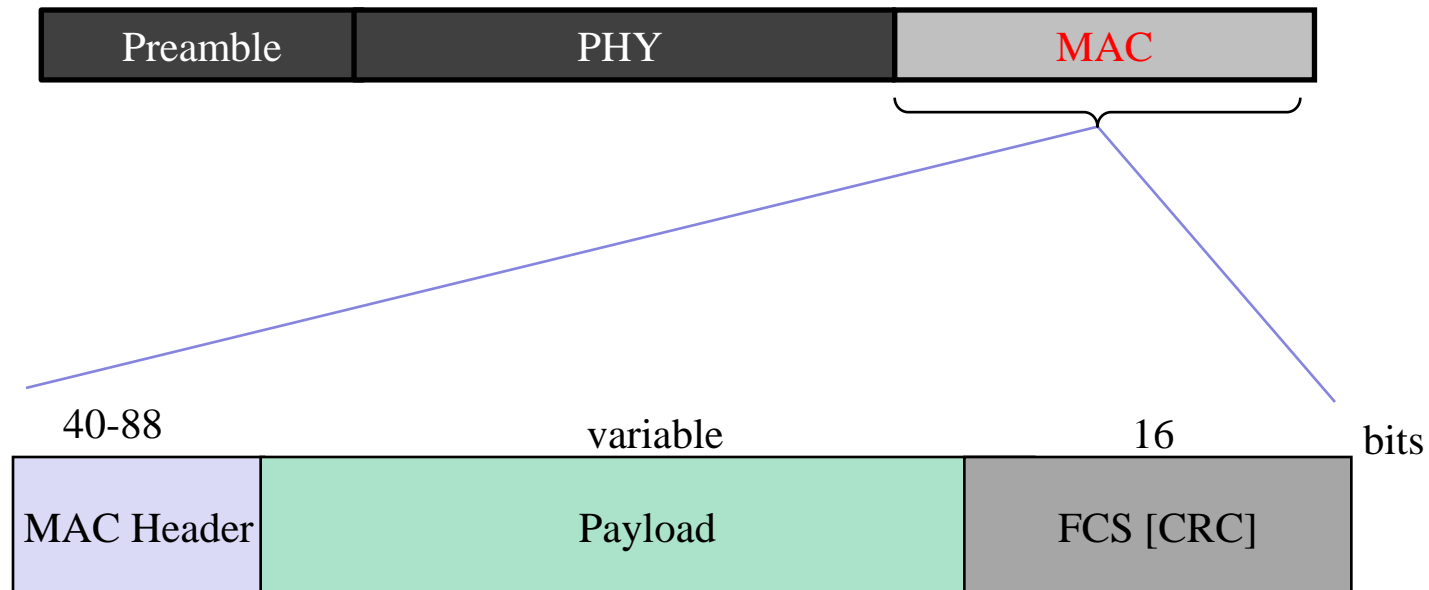 Preamble PHY MAC
40-88 variable 16 bits
MAC Header Payload FCS [CRC]